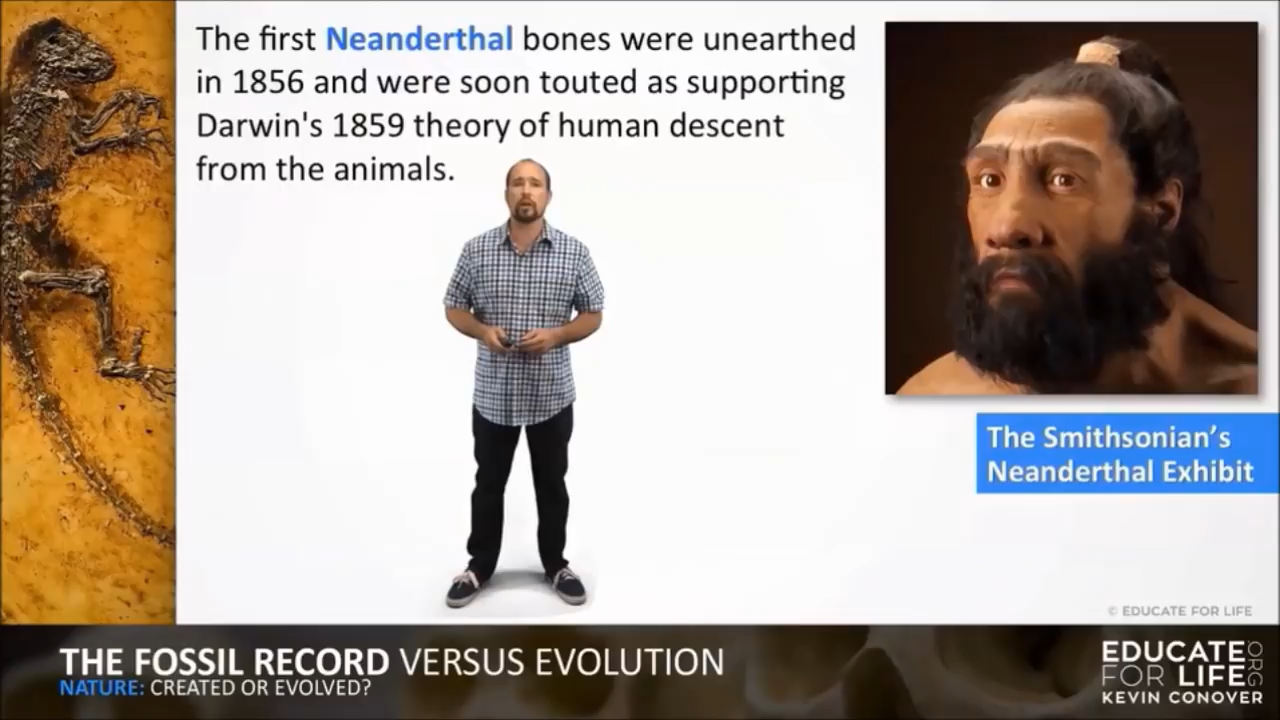 The first Neanderthal bones were unearthed
in 1856 and were soon touted as supporting
Darwin's 1859 theory of human descent
from the animals.
The Smithsonian’s
Neanderthal Exhibit
© EDUCATE FOR LIFE
THE FOSSIL RECORD VERSUS EVOLUTION
NATURE: CREATED OR EVOLVED?
EDUCATE
FOR LIFE
.ORG
KEVIN CONOVER